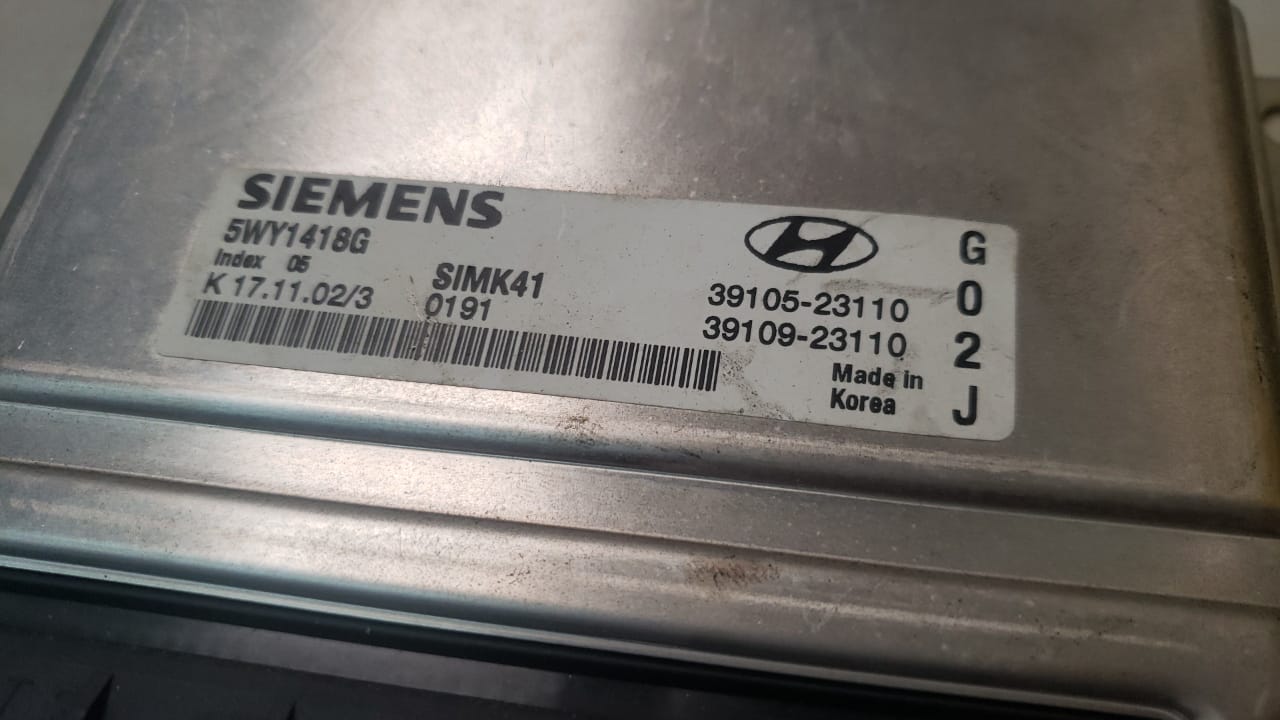 SIEMENS
5WY1418G
Index 05
SIMK41
K 17.11.02/3
0191
39105-23110
39109-23110
Made in
Korea
G
0
2
J